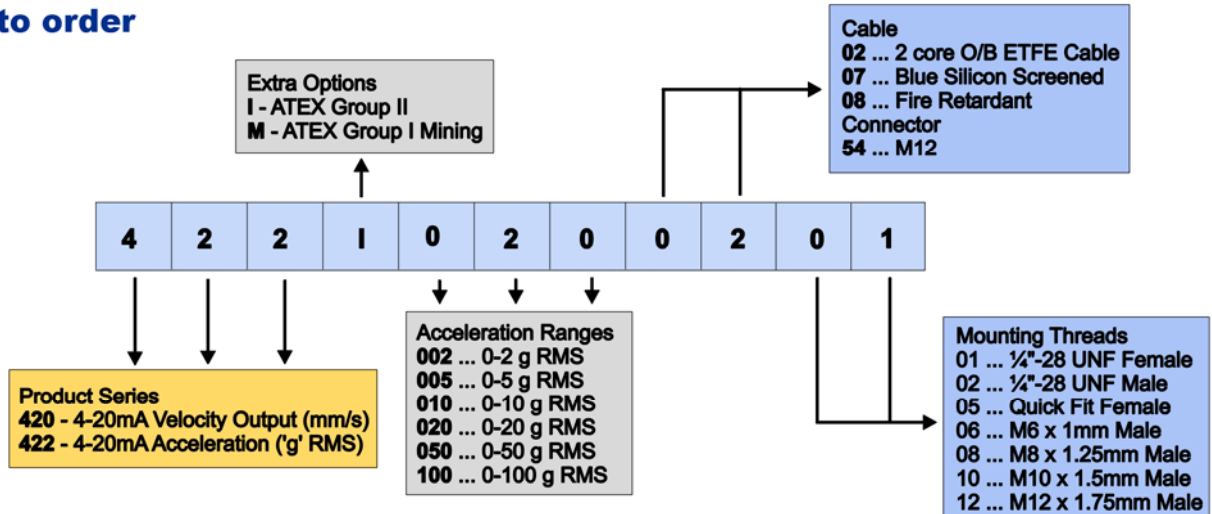 to order
Extra Options
I - ATEX Group II
M - ATEX Group I Mining
Cable
02 ... 2 core O/B ETFE Cable
07 ... Blue Silicon Screened
08 ... Fire Retardant
Connector
54 ... M12
4 2 2 I 0 2 0 0 2 0 1
Product Series
420 - 4-20mA Velocity Output (mm/s)
422 - 4-20mA Acceleration ('g' RMS)
Acceleration Ranges
002 ... 0-2 g RMS
005 ... 0-5 g RMS
010 ... 0-10 g RMS
020 ... 0-20 g RMS
050 ... 0-50 g RMS
100 ... 0-100 g RMS
Mounting Threads
01 ... ¼"-28 UNF Female
02 ... ¼"-28 UNF Male
05 ... Quick Fit Female
06 ... M6 x 1mm Male
08 ... M8 x 1.25mm Male
10 ... M10 x 1.5mm Male
12 ... M12 x 1.75mm Male